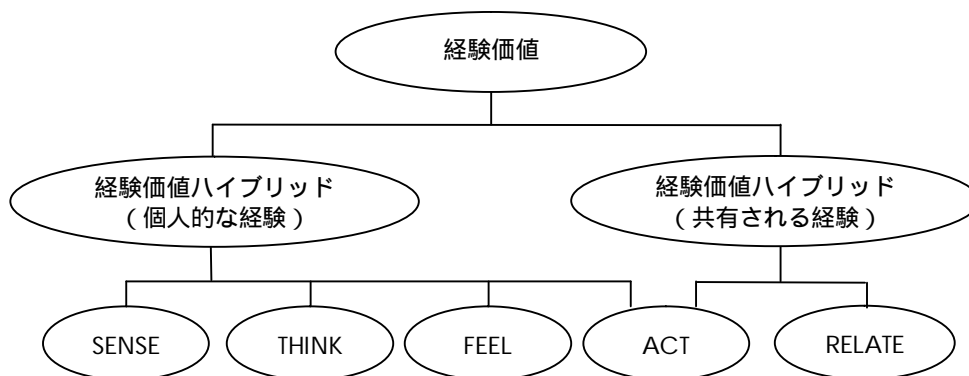 経験価値
経験価値ハイブリッド
（個人的な経験）
経験価値ハイブリッド
（共有される経験）
SENSE
THINK
FEEL
ACT
RELATE